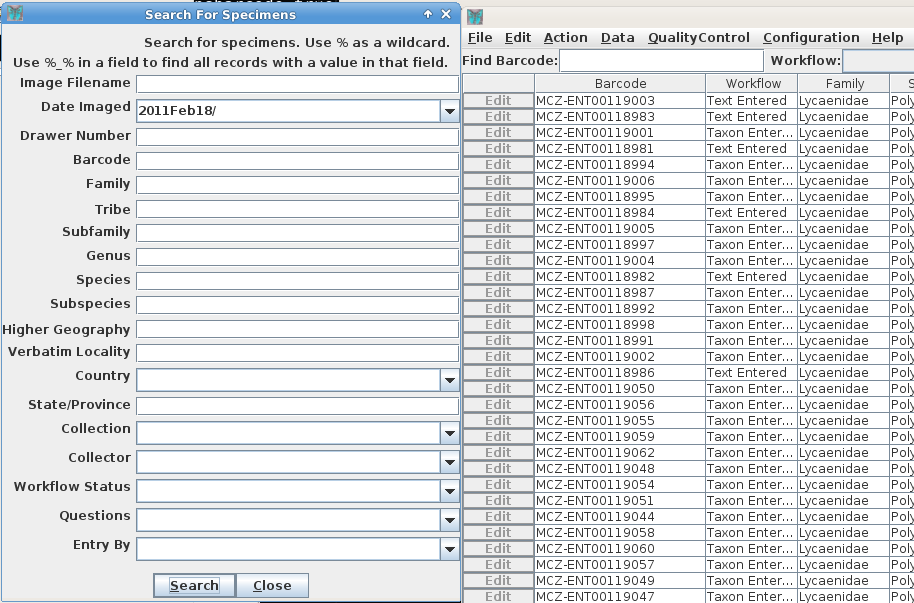 Search For Specimens
Search for specimens. Use % as a wildcard.
Use %_% in a field to find all records with a value in that field.
Image Filename
Date Imaged 2011Feb18/
Drawer Number
Barcode
Family
Tribe
Subfamily
Genus
Species
Subspecies
Higher Geography
Verbatim Locality
Country
State/Province
Collection
Collector
Workflow Status
Questions
Entry By
Search Close
File Edit Action Data QualityControl Configuration Help
Find Barcode: Workflow:
Barcode Workflow Family S
Edit MCZ-ENT00119003 Text Entered Lycaenidae Poly
Edit MCZ-ENT00118983 Text Entered Lycaenidae Poly
Edit MCZ-ENT00119001 Taxon Enter... Lycaenidae Poly
Edit MCZ-ENT00118981 Text Entered Lycaenidae Poly
Edit MCZ-ENT00118994 Taxon Enter... Lycaenidae Poly
Edit MCZ-ENT00119006 Taxon Enter... Lycaenidae Poly
Edit MCZ-ENT00118995 Taxon Enter... Lycaenidae Poly
Edit MCZ-ENT00118984 Text Entered Lycaenidae Poly
Edit MCZ-ENT00119005 Taxon Enter... Lycaenidae Poly
Edit MCZ-ENT00118997 Taxon Enter... Lycaenidae Poly
Edit MCZ-ENT00119004 Taxon Enter... Lycaenidae Poly
Edit MCZ-ENT00118982 Text Entered Lycaenidae Poly
Edit MCZ-ENT00118987 Taxon Enter... Lycaenidae Poly
Edit MCZ-ENT00118992 Taxon Enter... Lycaenidae Poly
Edit MCZ-ENT00118998 Taxon Enter... Lycaenidae Poly
Edit MCZ-ENT00118991 Taxon Enter... Lycaenidae Poly
Edit MCZ-ENT00119002 Taxon Enter... Lycaenidae Poly
Edit MCZ-ENT00118986 Text Entered Lycaenidae Poly
Edit MCZ-ENT00119050 Taxon Enter... Lycaenidae Poly
Edit MCZ-ENT00119056 Taxon Enter... Lycaenidae Poly
Edit MCZ-ENT00119055 Taxon Enter... Lycaenidae Poly
Edit MCZ-ENT00119059 Taxon Enter... Lycaenidae Poly
Edit MCZ-ENT00119062 Taxon Enter... Lycaenidae Poly
Edit MCZ-ENT00119048 Taxon Enter... Lycaenidae Poly
Edit MCZ-ENT00119054 Taxon Enter... Lycaenidae Poly
Edit MCZ-ENT00119051 Taxon Enter... Lycaenidae Poly
Edit MCZ-ENT00119044 Taxon Enter... Lycaenidae Poly
Edit MCZ-ENT00119058 Taxon Enter... Lycaenidae Poly
Edit MCZ-ENT00119060 Taxon Enter... Lycaenidae Poly
Edit MCZ-ENT00119057 Taxon Enter... Lycaenidae Poly
Edit MCZ-ENT00119049 Taxon Enter... Lycaenidae Poly
Edit MCZ-ENT00119047 Taxon Enter... Lycaenidae Poly